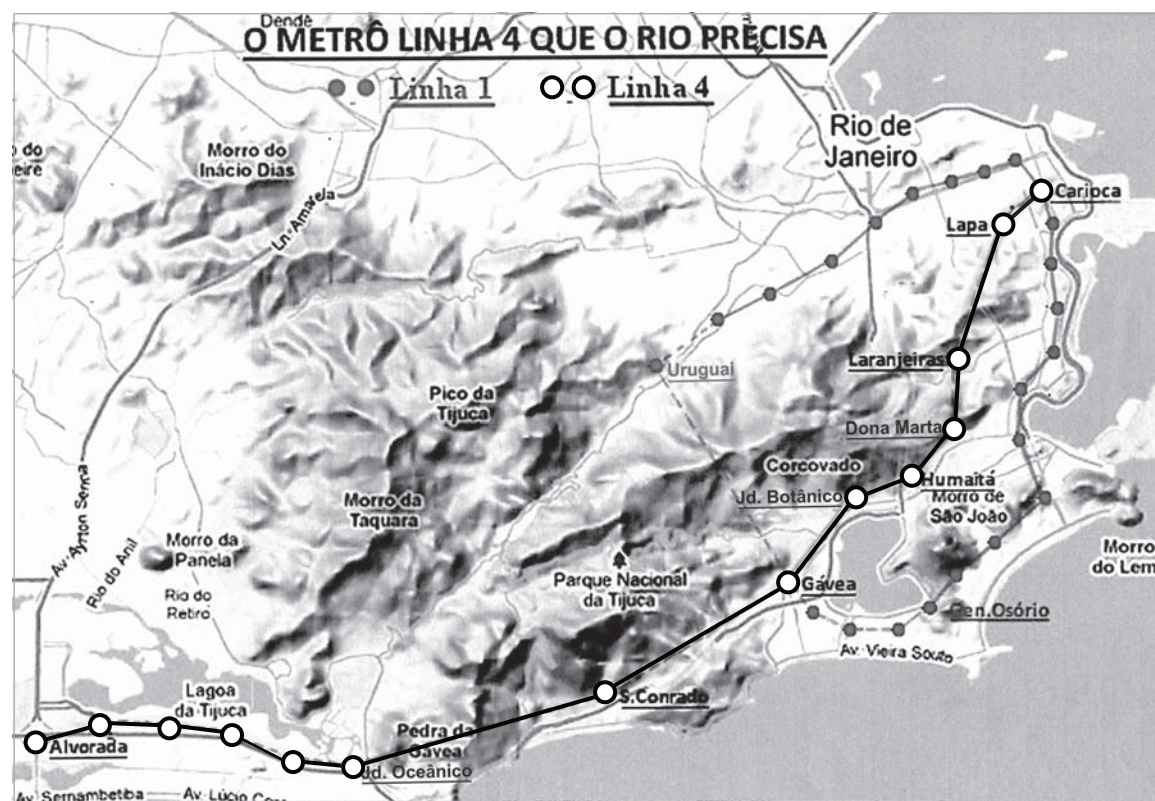 Dendê
O METRÔ LINHA 4 QUE O RIO PRECISA
Linha 1
Linha 4
Rio de
Janeiro
Morro do
Inácio Dias
Ln. Amarela
Carioca
Lapa
Laranjeiras
Uruguai
Pico da
Tijuca
Dona Marta
Corcovado
Humaitá
Jd. Botânico
Morro de
São João
Morro da
Taquara
Morro da
Panela
Rio do Anil
Rio do
Retiro
Parque Nacional
da Tijuca
Gávea
Morro
do Lem
Gen.Osório
Av. Vieira Souto
Lagoa
da Tijuca
S.Conrado
Pedra da
Gávea
Alvorada
Jd. Oceânico
Av. Sernambetiba
Av. Lúcio